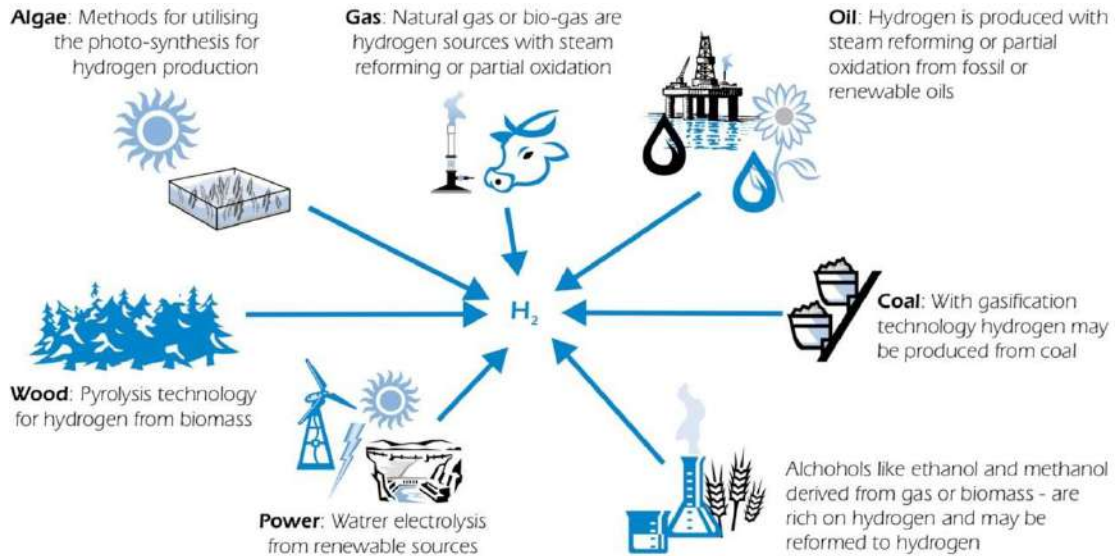 Algae: Methods for utilising
the photo-synthesis for
hydrogen production
Gas: Natural gas or bio-gas are
hydrogen sources with steam
reforming or partial oxidation
Oil: Hydrogen is produced with
steam reforming or partial
oxidation from fossil or
renewable oils
H₂
Coal: With gasification
technology hydrogen may
be produced from coal
Wood: Pyrolysis technology
for hydrogen from biomass
Power: Watrer electrolysis
from renewable sources
Alchohols like ethanol and methanol
derived from gas or biomass - are
rich on hydrogen and may be
reformed to hydrogen